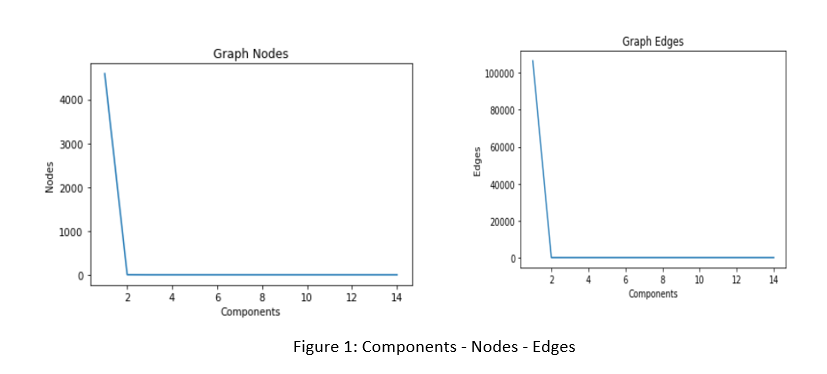 Graph Nodes
4000
3000
2000
1000
0
Nodes
2 4 6 8 10 12 14
Components
Graph Edges
100000
80000
60000
40000
20000
0
Edges
2 4 6 8 10 12 14
Components
Figure 1: Components - Nodes - Edges